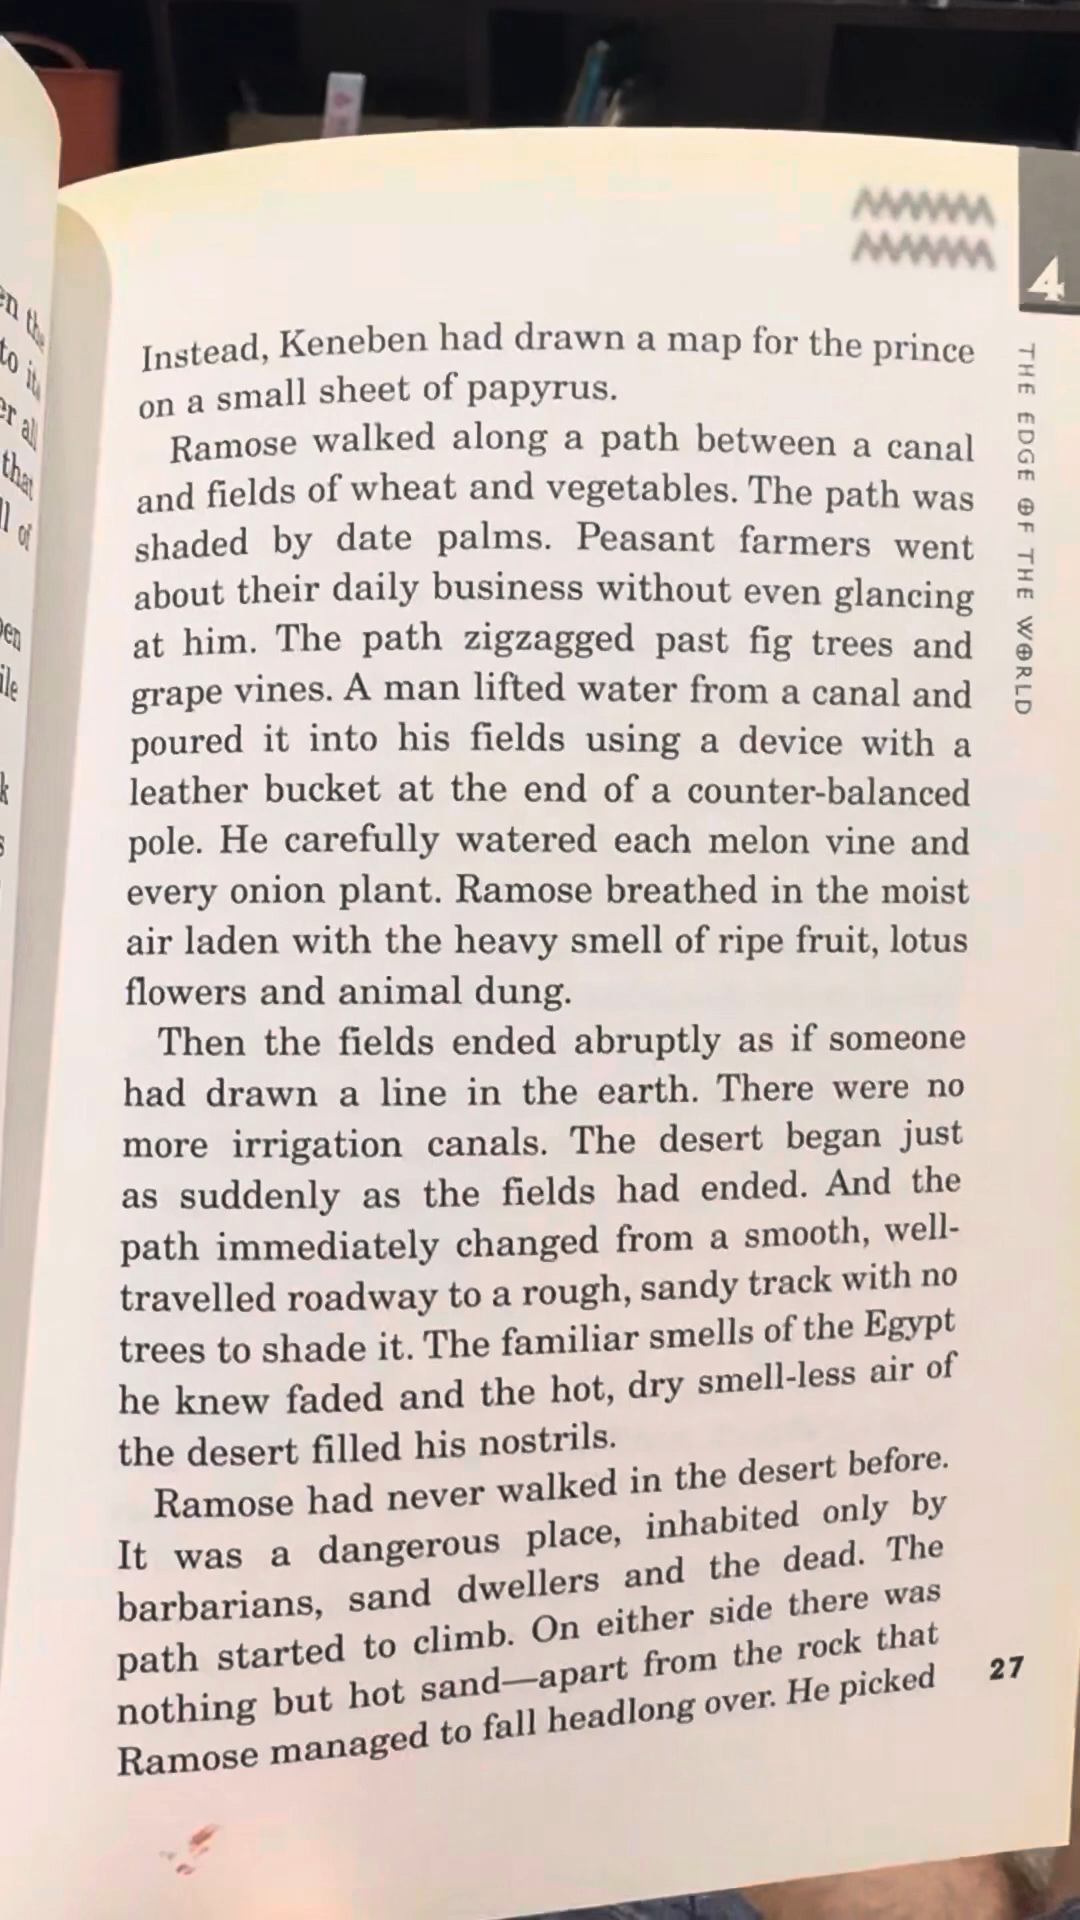 en the
to it
er all
that
ll of
pen
ile
k
s
4
THE EDGE OF THE WORLD
Instead, Keneben had drawn a map for the prince
on a small sheet of papyrus.
Ramose walked along a path between a canal
and fields of wheat and vegetables. The path was
shaded by date palms. Peasant farmers went
about their daily business without even glancing
at him. The path zigzagged past fig trees and
grape vines. A man lifted water from a canal and
poured it into his fields using a device with a
leather bucket at the end of a counter-balanced
pole. He carefully watered each melon vine and
every onion plant. Ramose breathed in the moist
air laden with the heavy smell of ripe fruit, lotus
flowers and animal dung.
Then the fields ended abruptly as if someone
had drawn a line in the earth. There were no
more irrigation canals. The desert began just
as suddenly as the fields had ended. And the
path immediately changed from a smooth, well-
travelled roadway to a rough, sandy track with no
trees to shade it. The familiar smells of the Egypt
he knew faded and the hot, dry smell-less air of
the desert filled his nostrils.
Ramose had never walked in the desert before.
It was a dangerous place, inhabited only by
barbarians, sand dwellers and the dead. The
path started to climb. On either side there was
nothing but hot sand—apart from the rock that
Ramose managed to fall headlong over. He picked
27